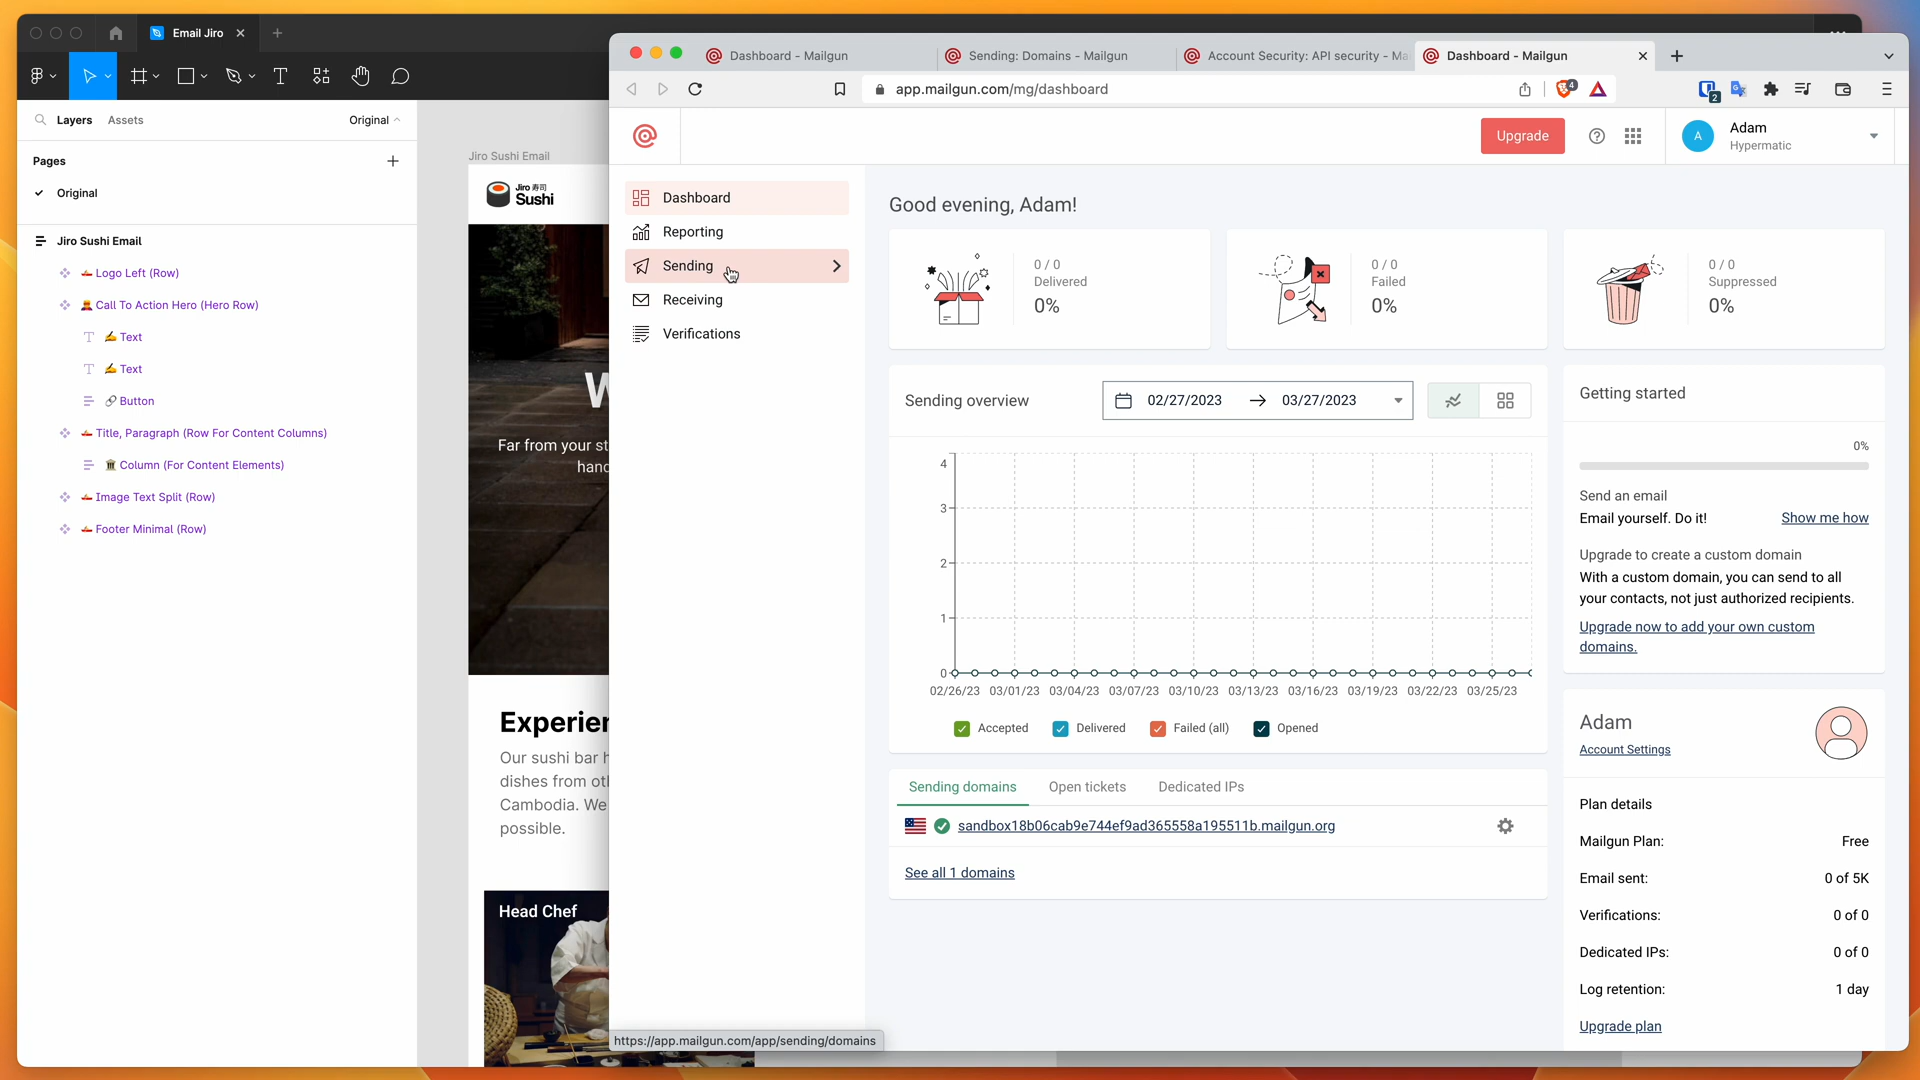 Email Jiro
Layers
Assets
Original
Pages
Original
Jiro Sushi Email
Logo Left (Row)
Call To Action Hero (Hero Row)
Text
Text
Button
Title, Paragraph (Row For Content Columns)
Column (For Content Elements)
Image Text Split (Row)
Footer Minimal (Row)
Jiro Sushi Email
Jiro 寿司
Sushi
W
Far from your st
hand
Experien
Our sushi bar h
dishes from oth
Cambodia. We
possible.
Head Chef
Dashboard - Mailgun
Sending: Domains - Mailgun
Account Security: API security - Ma
Dashboard - Mailgun
app.mailgun.com/mg/dashboard
4
2
Upgrade
A
Adam
Hypermatic
Dashboard
Reporting
Sending
Receiving
Verifications
Good evening, Adam!
0 / 0
Delivered
0%
0 / 0
Failed
0%
0 / 0
Suppressed
0%
Sending overview
02/27/2023
03/27/2023
4
3
2
1
0
02/26/23 03/01/23 03/04/23 03/07/23 03/10/23 03/13/23 03/16/23 03/19/23 03/22/23 03/25/23
Accepted
Delivered
Failed (all)
Opened
Sending domains
Open tickets
Dedicated IPs
sandbox18b06cab9e744ef9ad365558a195511b.mailgun.org
See all 1 domains
Getting started
0%
Send an email
Email yourself. Do it!
Show me how
Upgrade to create a custom domain
With a custom domain, you can send to all
your contacts, not just authorized recipients.
Upgrade now to add your own custom
domains.
Adam
Account Settings
Plan details
Mailgun Plan: Free
Email sent: 0 of 5K
Verifications: 0 of 0
Dedicated IPs: 0 of 0
Log retention: 1 day
Upgrade plan
https://app.mailgun.com/app/sending/domains